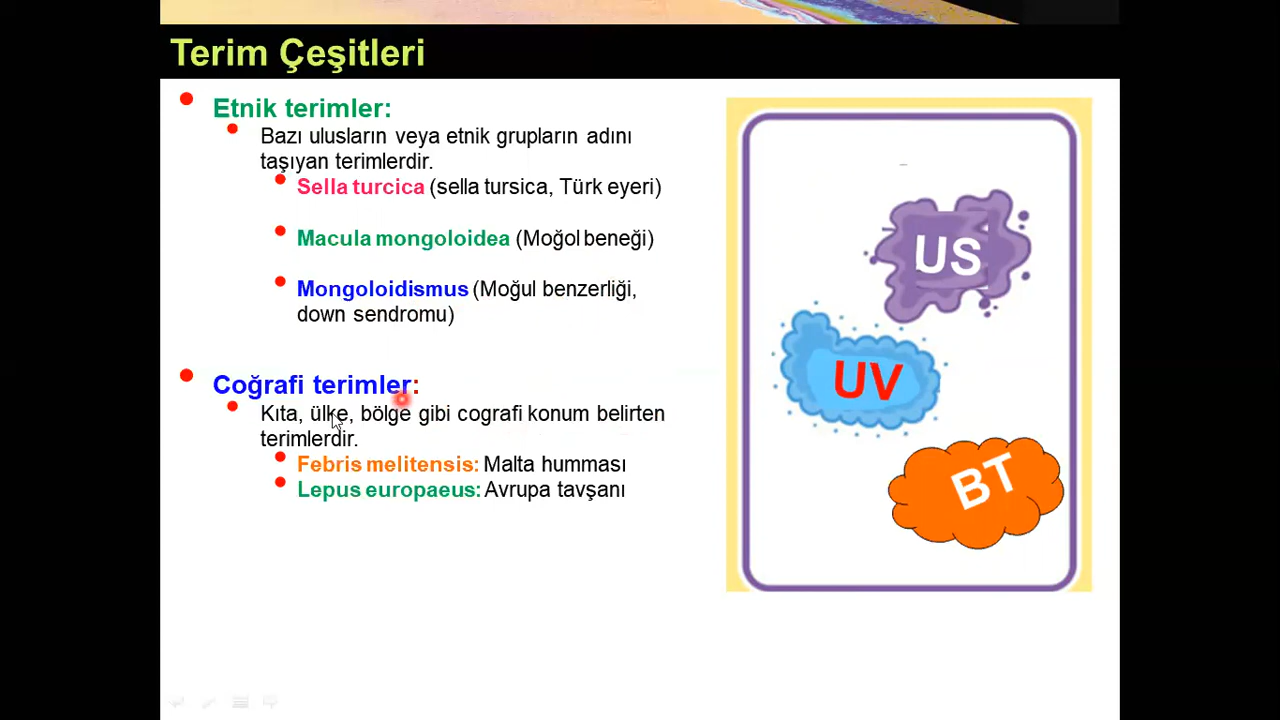 Terim Çeşitleri
Etnik terimler:
Bazı ulusların veya etnik grupların adını
taşıyan terimlerdir.
Sella turcica (sella tursica, Türk eyeri)
Macula mongoloidea (Moğol beneği)
Mongoloidismus (Moğul benzerliği,
down sendromu)
Coğrafi terimler:
Kıta, ülke, bölge gibi cografi konum belirten
terimlerdir.
Febris melitensis: Malta humması
Lepus europaeus: Avrupa tavşanı
US
UV
BT